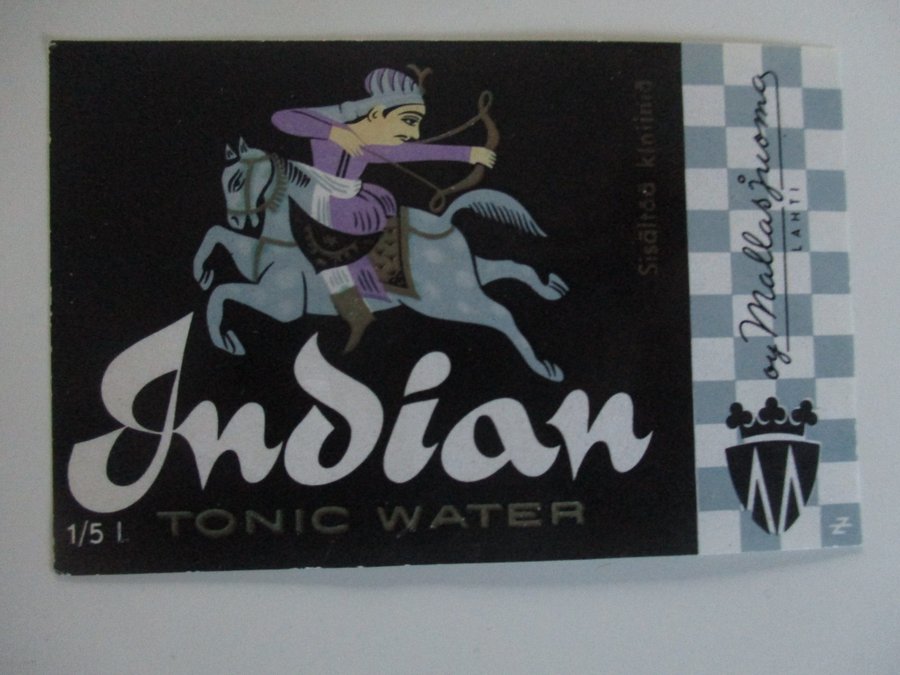 Indian
TONIC WATER
1/5 l
Sisältää kiniiniä
oy Mallasjuoma
LAHTI
M
Z